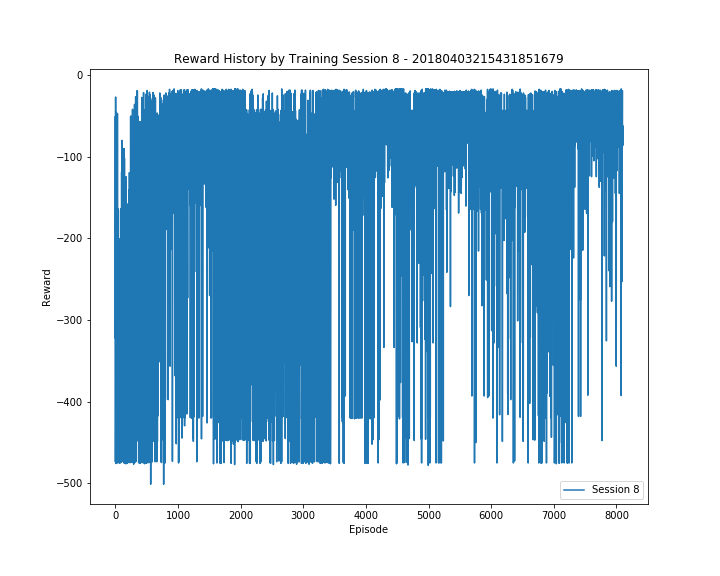 Reward History by Training Session 8 - 20180403215431851679
0
−100
−200
−300
−400
−500
Reward
0 1000 2000 3000 4000 5000 6000 7000 8000
Episode
Session 8